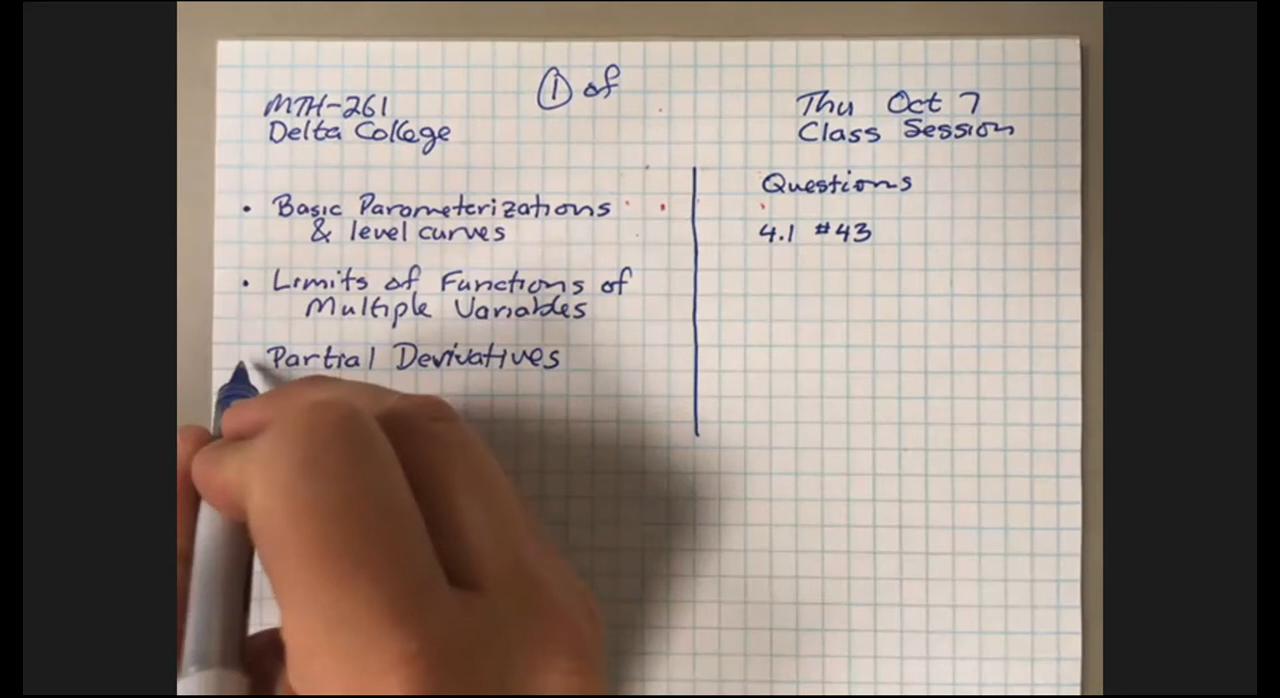 ① of
MTH-261
Delta College
Thu Oct 7
Class Session
• Basic Parameterizations
& level curves
• Limits of Functions of
Multiple Variables
Partial Derivatives
Questions
4.1 #43